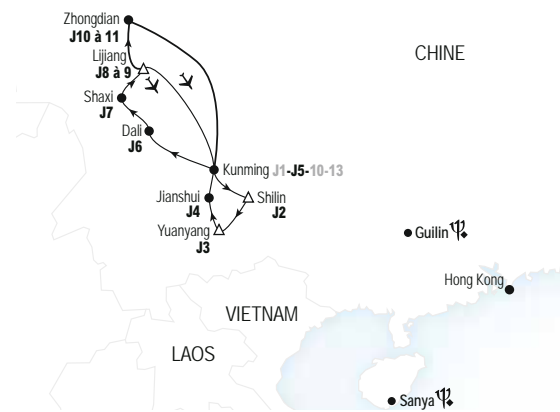 Zhongdian
J10 à 11
Lijiang
J8 à 9
CHINE
Shaxi
J7
Dali
J6
Kunming J1-J5-10-13
Jianshui
J4
Shilin
J2
Yuanyang
J3
Guilin
Hong Kong
VIETNAM
LAOS
Sanya